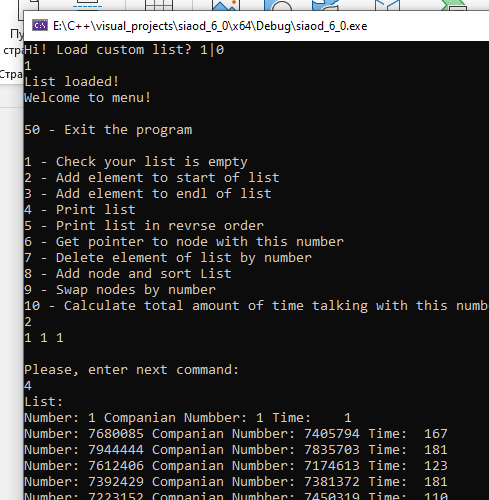 Пу
стра
Стра
E:\C++\visual_projects\siaod_6_0\x64\Debug\siaod_6_0.exe
Hi! Load custom list? 1|0
1
List loaded!
Welcome to menu!
50 - Exit the program
1 - Check your list is empty
2 - Add element to start of list
3 - Add element to endl of list
4 - Print list
5 - Print list in revrse order
6 - Get pointer to node with this number
7 - Delete element of list by number
8 - Add node and sort List
9 - Swap nodes by number
10 - Calculate total amount of time talking with this numb
2
1 1 1
Please, enter next command:
4
List:
Number: 1 Companian Numbber: 1 Time:    1
Number: 7680085 Companian Numbber: 7405794 Time:  167
Number: 7944444 Companian Numbber: 7835703 Time:  181
Number: 7612406 Companian Numbber: 7174613 Time:  123
Number: 7392429 Companian Numbber: 7381372 Time:  181
Number: 7223152 Companian Numbber: 7450319 Time:  110